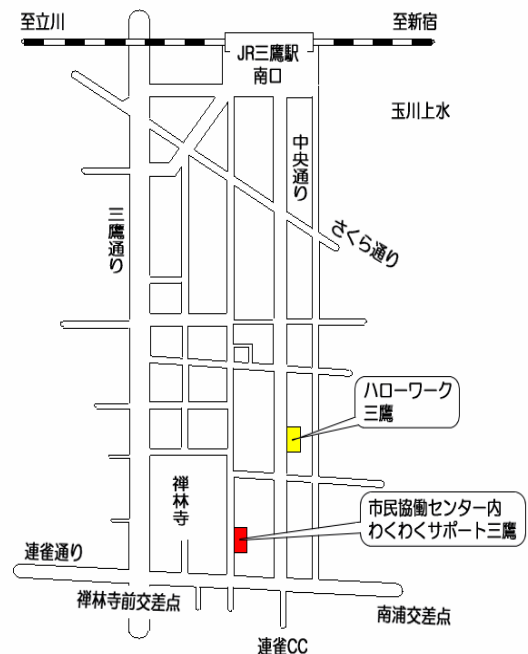 至立川
至新宿
JR三鷹駅
南口
玉川上水
中央通り
三鷹通り
さくら通り
ハローワーク
三鷹
禅林寺
市民協働センター内
わくわくサポート三鷹
連雀通り
禅林寺前交差点
南浦交差点
連雀CC